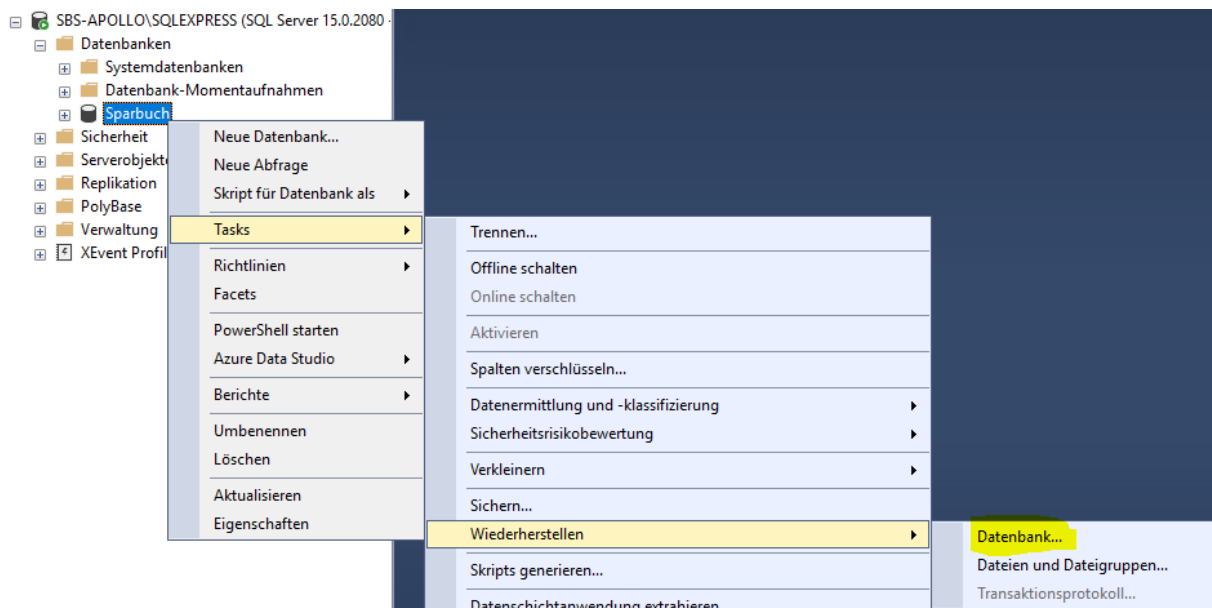 SBS-APOLLO\SQLEXPRESS (SQL Server 15.0.2080 -
Datenbanken
Systemdatenbanken
Datenbank-Momentaufnahmen
Sparbuch
Sicherheit
Serverobjekte
Replikation
PolyBase
Verwaltung
XEvent Profil
Neue Datenbank...
Neue Abfrage
Skript für Datenbank als
Tasks
Richtlinien
Facets
PowerShell starten
Azure Data Studio
Berichte
Umbenennen
Löschen
Aktualisieren
Eigenschaften
Trennen...
Offline schalten
Online schalten
Aktivieren
Spalten verschlüsseln...
Datenermittlung und -klassifizierung
Sicherheitsrisikobewertung
Verkleinern
Sichern...
Wiederherstellen
Skripts generieren...
Datenschichtanwendung extrahieren
Datenbank...
Dateien und Dateigruppen...
Transaktionsprotokoll...